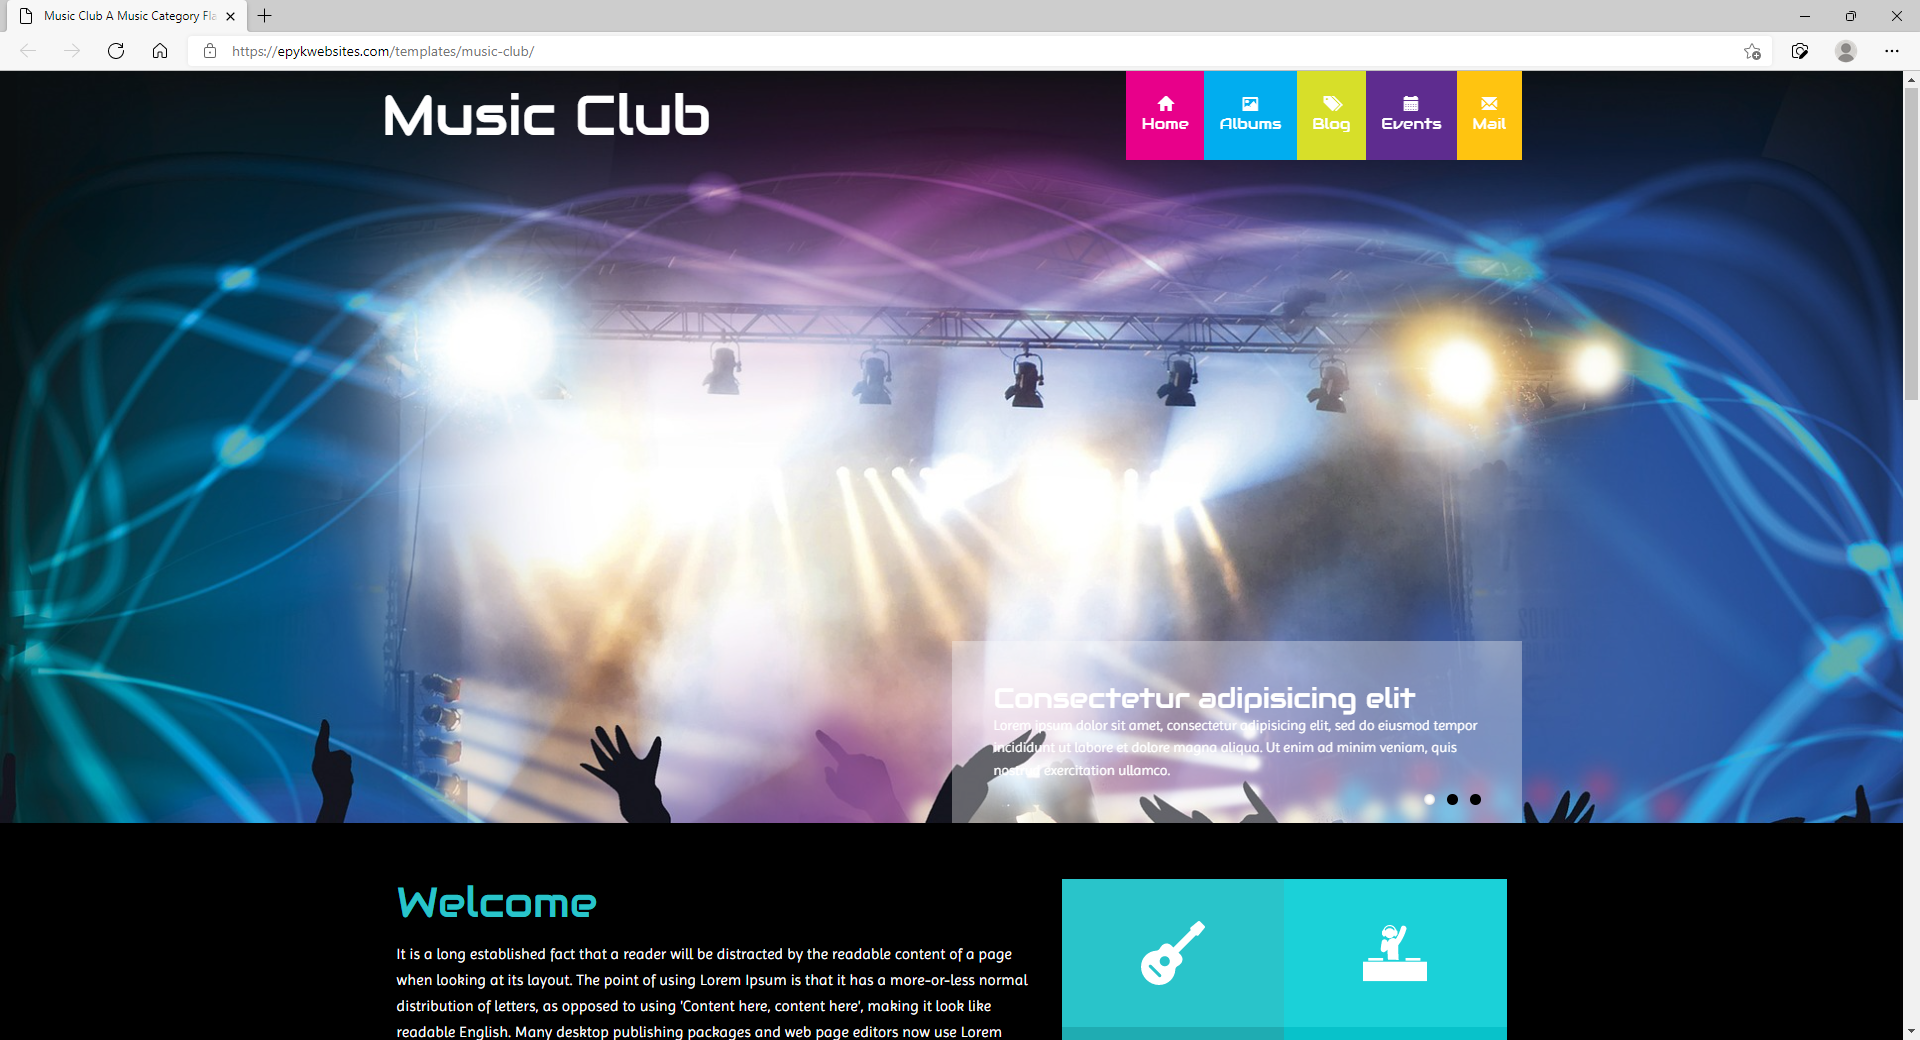 Music Club A Music Category Fla
https://epykwebsites.com/templates/music-club/
Music Club
Home
Albums
Blog
Events
Mail
Consectetur adipisicing elit
Lorem ipsum dolor sit amet, consectetur adipisicing elit, sed do eiusmod tempor
incididunt ut labore et dolore magna aliqua. Ut enim ad minim veniam, quis
nostrud exercitation ullamco.
Welcome
It is a long established fact that a reader will be distracted by the readable content of a page
when looking at its layout. The point of using Lorem Ipsum is that it has a more-or-less normal
distribution of letters, as opposed to using 'Content here, content here', making it look like
readable English. Many desktop publishing packages and web page editors now use Lorem